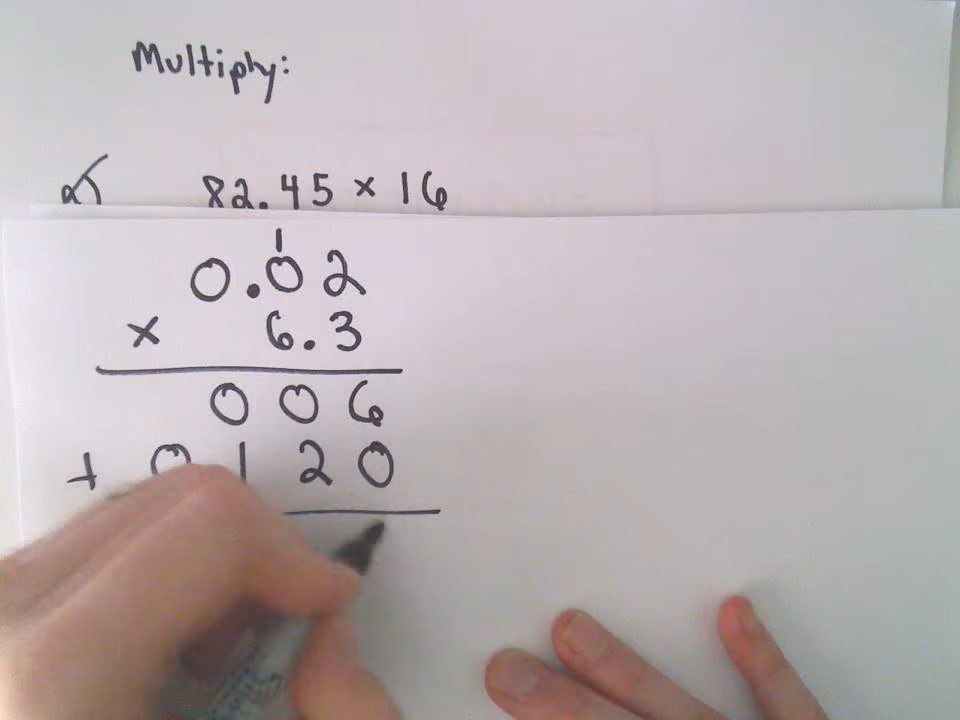 Multiply:
a) 82.45 × 16
1
0.02
× 6.3
006
+ 0120